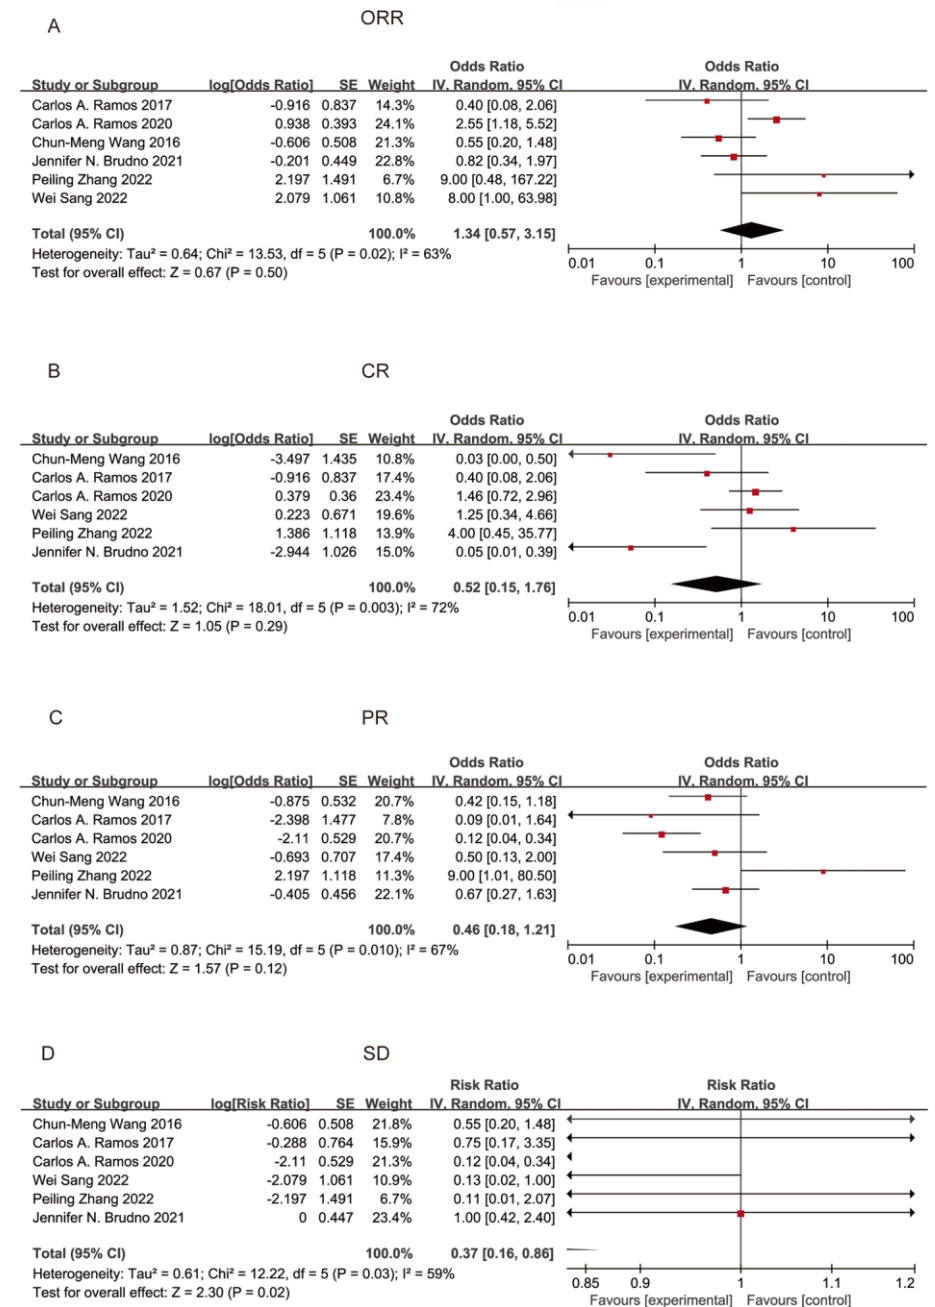 A
ORR
Odds Ratio Odds Ratio
Study or Subgroup log[Odds Ratio] SE Weight IV, Random, 95% CI IV, Random, 95% CI
Carlos A. Ramos 2017 -0.916 0.837 14.3% 0.40 [0.08, 2.06]
Carlos A. Ramos 2020 0.938 0.393 24.1% 2.55 [1.18, 5.52]
Chun-Meng Wang 2016 -0.606 0.508 21.3% 0.55 [0.20, 1.48]
Jennifer N. Brudno 2021 -0.201 0.449 22.8% 0.82 [0.34, 1.97]
Peiling Zhang 2022 2.197 1.491 6.7% 9.00 [0.48, 167.22]
Wei Sang 2022 2.079 1.061 10.8% 8.00 [1.00, 63.98]
Total (95% CI) 100.0% 1.34 [0.57, 3.15]
Heterogeneity: Tau² = 0.64; Chi² = 13.53, df = 5 (P = 0.02); I² = 63%
Test for overall effect: Z = 0.67 (P = 0.50)
0.01 0.1 1 10 100
Favours [experimental] Favours [control]
B
CR
Odds Ratio Odds Ratio
Study or Subgroup log[Odds Ratio] SE Weight IV, Random, 95% CI IV, Random, 95% CI
Chun-Meng Wang 2016 -3.497 1.435 10.8% 0.03 [0.00, 0.50]
Carlos A. Ramos 2017 -0.916 0.837 17.4% 0.40 [0.08, 2.06]
Carlos A. Ramos 2020 0.379 0.36 23.4% 1.46 [0.72, 2.96]
Wei Sang 2022 0.223 0.671 19.6% 1.25 [0.34, 4.66]
Peiling Zhang 2022 1.386 1.118 13.9% 4.00 [0.45, 35.77]
Jennifer N. Brudno 2021 -2.944 1.026 15.0% 0.05 [0.01, 0.39]
Total (95% CI) 100.0% 0.52 [0.15, 1.76]
Heterogeneity: Tau² = 1.52; Chi² = 18.01, df = 5 (P = 0.003); I² = 72%
Test for overall effect: Z = 1.05 (P = 0.29)
0.01 0.1 1 10 100
Favours [experimental] Favours [control]
C
PR
Odds Ratio Odds Ratio
Study or Subgroup log[Odds Ratio] SE Weight IV, Random, 95% CI IV, Random, 95% CI
Chun-Meng Wang 2016 -0.875 0.532 20.7% 0.42 [0.15, 1.18]
Carlos A. Ramos 2017 -2.398 1.477 7.8% 0.09 [0.01, 1.64]
Carlos A. Ramos 2020 -2.11 0.529 20.7% 0.12 [0.04, 0.34]
Wei Sang 2022 -0.693 0.707 17.4% 0.50 [0.13, 2.00]
Peiling Zhang 2022 2.197 1.118 11.3% 9.00 [1.01, 80.50]
Jennifer N. Brudno 2021 -0.405 0.456 22.1% 0.67 [0.27, 1.63]
Total (95% CI) 100.0% 0.46 [0.18, 1.21]
Heterogeneity: Tau² = 0.87; Chi² = 15.19, df = 5 (P = 0.010); I² = 67%
Test for overall effect: Z = 1.57 (P = 0.12)
0.01 0.1 1 10 100
Favours [experimental] Favours [control]
D
SD
Risk Ratio Risk Ratio
Study or Subgroup log[Risk Ratio] SE Weight IV, Random, 95% CI IV, Random, 95% CI
Chun-Meng Wang 2016 -0.606 0.508 21.8% 0.55 [0.20, 1.48]
Carlos A. Ramos 2017 -0.288 0.764 15.9% 0.75 [0.17, 3.35]
Carlos A. Ramos 2020 -2.11 0.529 21.3% 0.12 [0.04, 0.34]
Wei Sang 2022 -2.079 1.061 10.9% 0.13 [0.02, 1.00]
Peiling Zhang 2022 -2.197 1.491 6.7% 0.11 [0.01, 2.07]
Jennifer N. Brudno 2021 0 0.447 23.4% 1.00 [0.42, 2.40]
Total (95% CI) 100.0% 0.37 [0.16, 0.86]
Heterogeneity: Tau² = 0.61; Chi² = 12.22, df = 5 (P = 0.03); I² = 59%
Test for overall effect: Z = 2.30 (P = 0.02)
0.85 0.9 1 1.1 1.2
Favours [experimental] Favours [control]